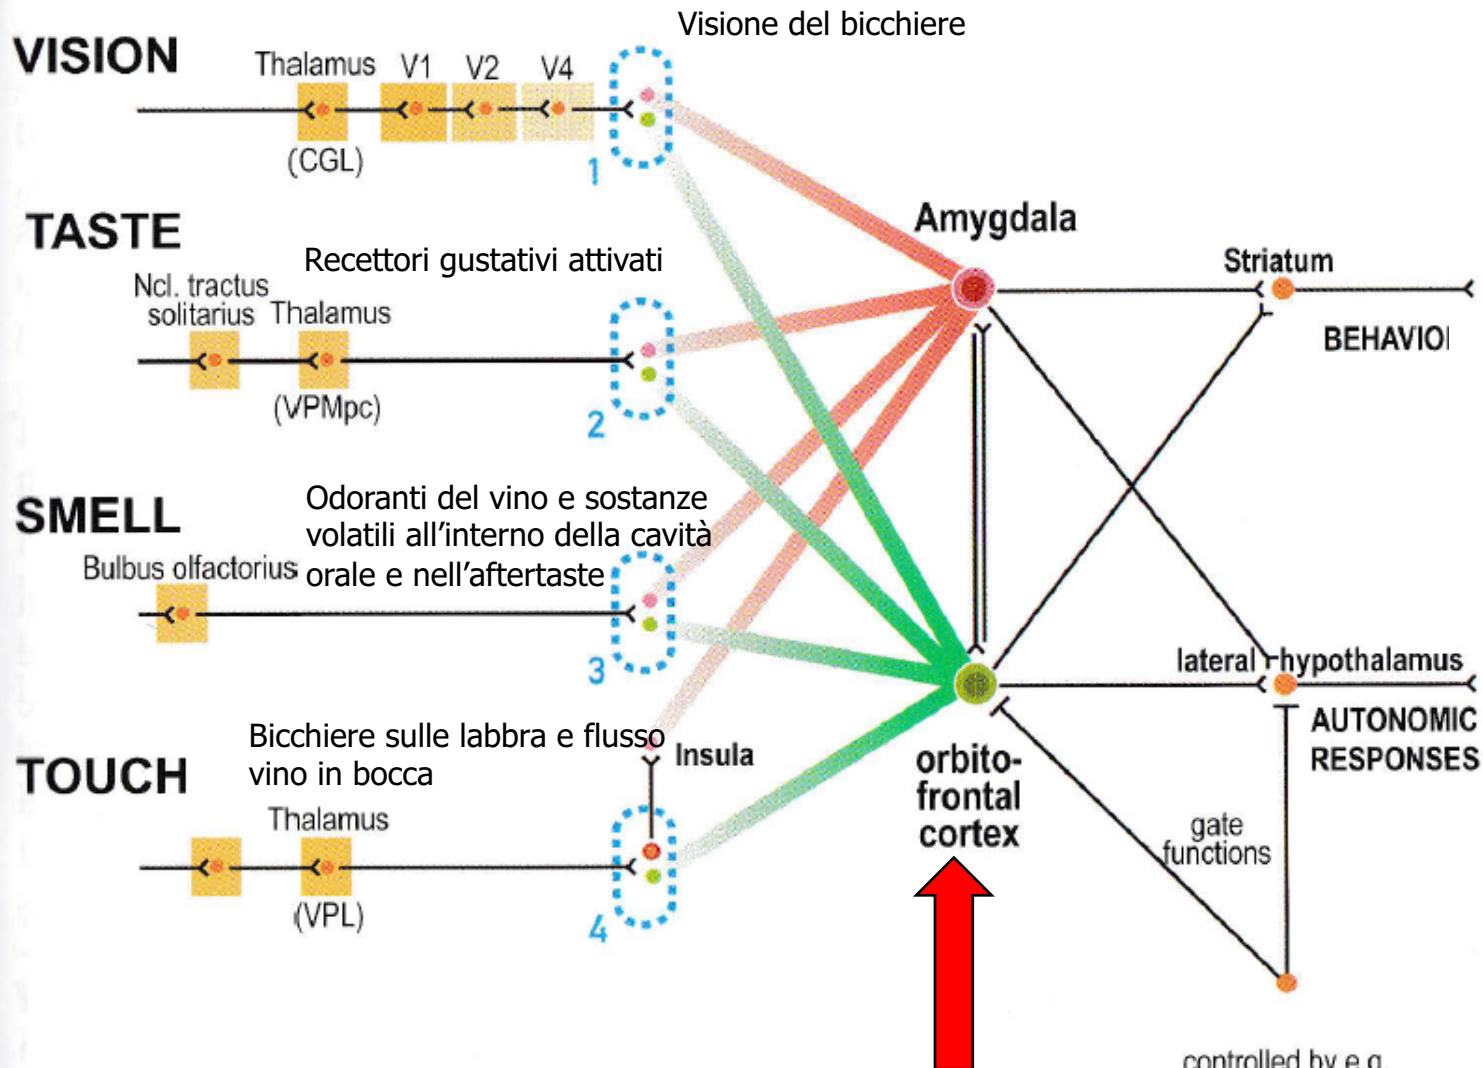 Visione del bicchiere
VISION
Thalamus V1 V2 V4
(CGL)
1
TASTE
Recettori gustativi attivati
Ncl. tractus
solitarius Thalamus
(VPMpc)
2
SMELL
Odoranti del vino e sostanze
volatili all'interno della cavità
orale e nell'aftertaste
Bulbus olfactorius
3
TOUCH
Bicchiere sulle labbra e flusso
vino in bocca
Thalamus
(VPL)
Insula
4
Amygdala
Striatum
BEHAVIO
orbito-
frontal
cortex
lateral hypothalamus
AUTONOMIC
RESPONSES
gate
functions
controlled by e.g.